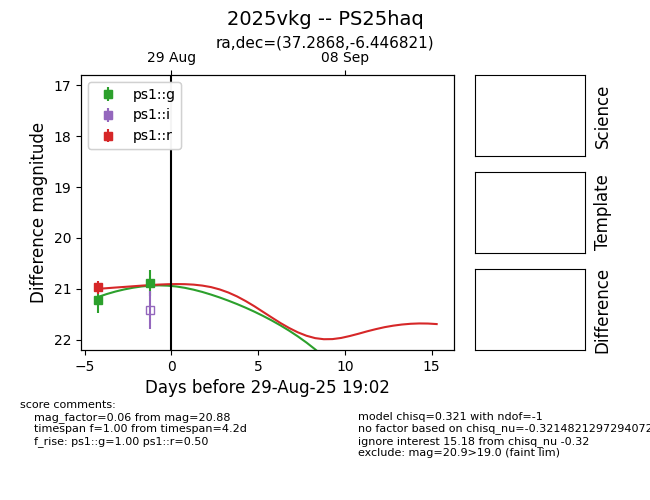 2025vkg -- PS25haq
ra,dec=(37.2868,-6.446821)
29 Aug
08 Sep
17
18
19
20
21
22
Difference magnitude
ps1::g
ps1::i
ps1::r
−5
0
5
10
15
Days before 29-Aug-25 19:02
Science
Template
Difference
score comments:
mag_factor=0.06 from mag=20.88
timespan f=1.00 from timespan=4.2d
f_rise: ps1::g=1.00 ps1::r=0.50
model chisq=0.321 with ndof=-1
no factor based on chisq_nu=-0.3214821297294072
ignore interest 15.18 from chisq_nu -0.32
exclude: mag=20.9>19.0 (faint lim)